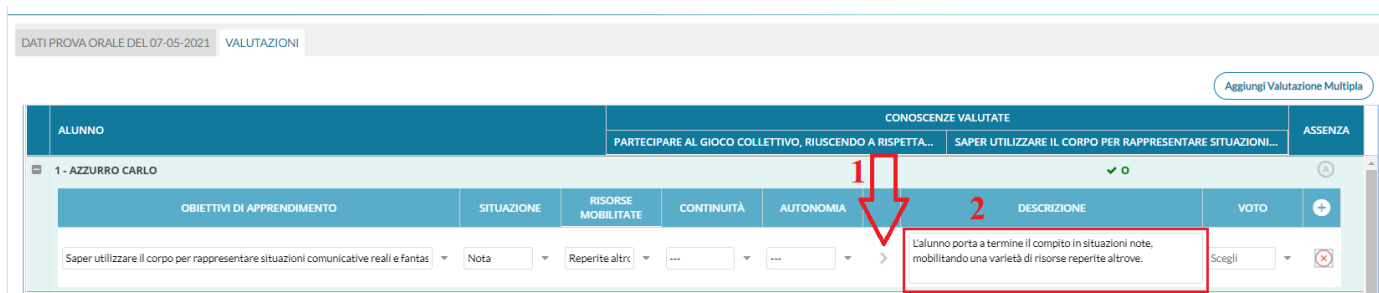 DATI PROVA ORALE DEL 07-05-2021 VALUTAZIONI
Aggiungi Valutazione Multipla
ALUNNO
CONOSCENZE VALUTATE
ASSENZA
PARTECIPARE AL GIOCO COLLETTIVO, RIUSCENDO A RISPETTA... SAPER UTILIZZARE IL CORPO PER RAPPRESENTARE SITUAZIONI...
1 - AZZURRO CARLO
1
O
A
OBIETTIVI DI APPRENDIMENTO SITUAZIONE RISORSE
MOBILITATE CONTINUITÀ AUTONOMIA 2 DESCRIZIONE VOTO
Saper utilizzare il corpo per rappresentare situazioni comunicative reali e fantas Nota Reperite altro --- ---
L'alunno porta a termine il compito in situazioni note,
mobilitando una varietà di risorse reperite altrove.
Scegli